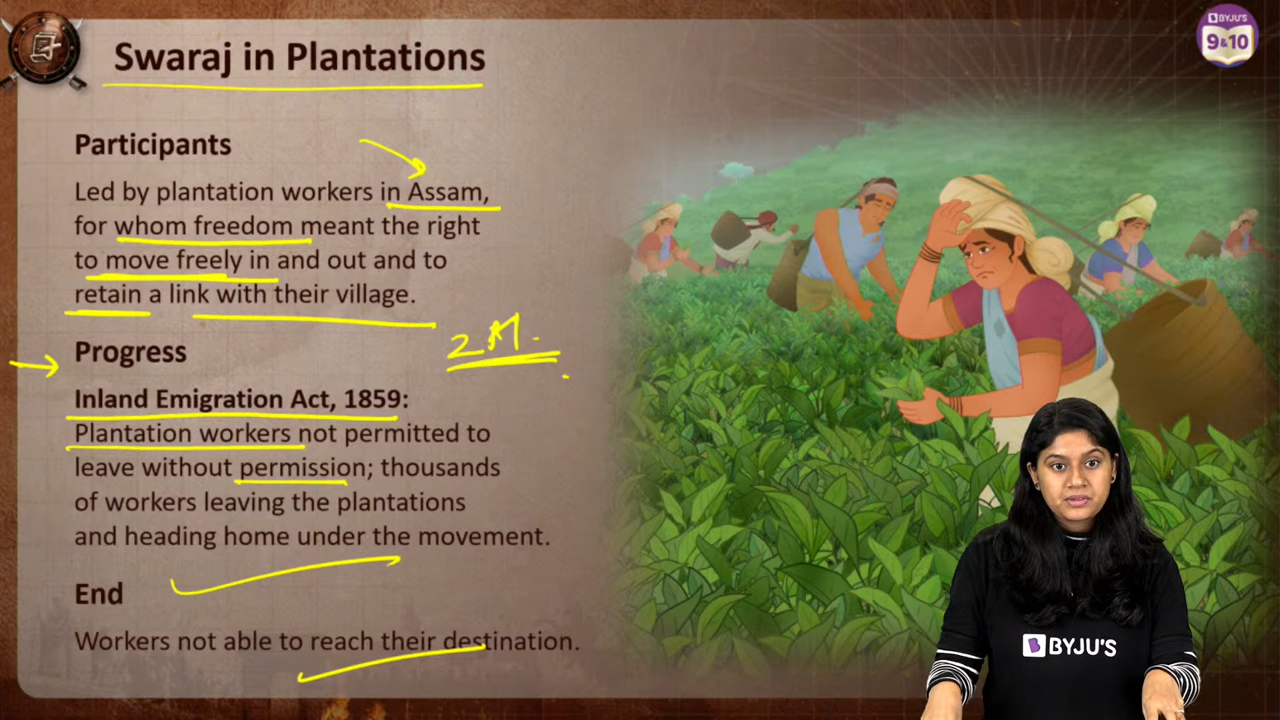 Swaraj in Plantations
BYJU'S
9&10
Participants
Led by plantation workers in Assam,
for whom freedom meant the right
to move freely in and out and to
retain a link with their village.
2 M.
Progress
Inland Emigration Act, 1859:
Plantation workers not permitted to
leave without permission; thousands
of workers leaving the plantations
and heading home under the movement.
End
Workers not able to reach their destination.
BYJU'S